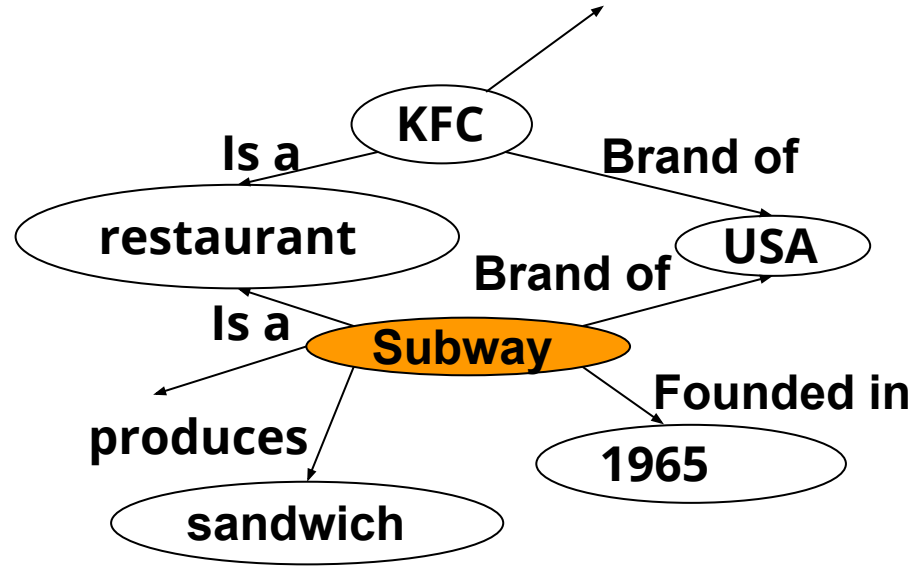 KFC
Is a
Brand of
restaurant
USA
Brand of
Is a
Subway
Founded in
produces
1965
sandwich